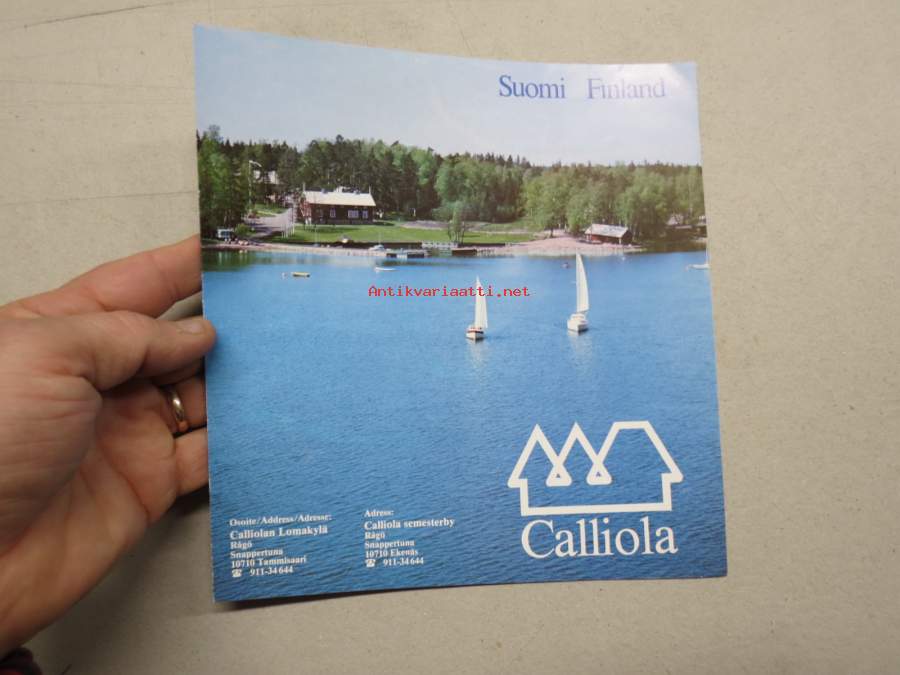 Suomi Finland
Antikvariaatti.net
Calliola
Osoite/Address/Adresse:
Calliolan Lomakylä
Rågö
Snappertuna
10710 Tammisaari
☎ 911-34 644
Adress:
Calliola semesterby
Rågö
Snappertuna
10710 Ekenäs
☎ 911-34 644